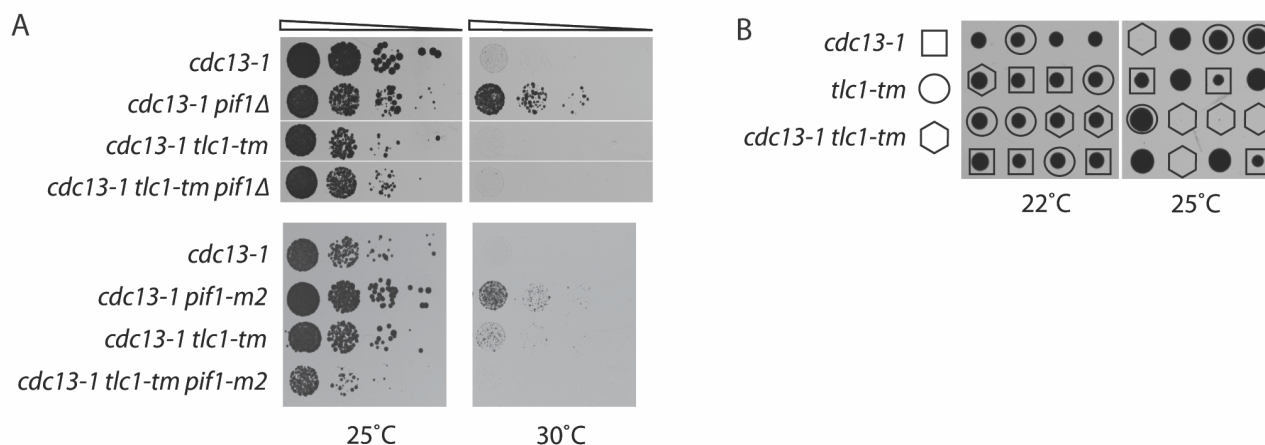 A
cdc13-1
cdc13-1 pif1Δ
cdc13-1 tlc1-tm
cdc13-1 tlc1-tm pif1Δ
cdc13-1
cdc13-1 pif1-m2
cdc13-1 tlc1-tm
cdc13-1 tlc1-tm pif1-m2
25˚C
30˚C
B
cdc13-1
tlc1-tm
cdc13-1 tlc1-tm
22˚C
25˚C